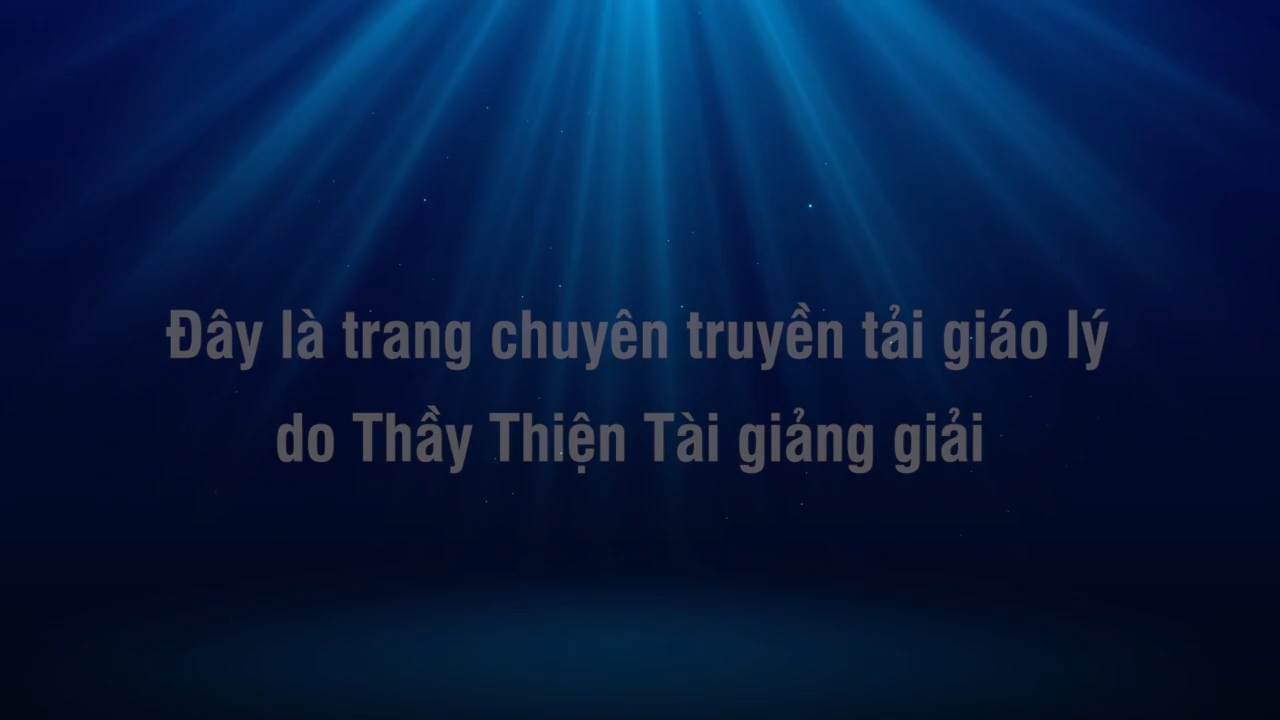 Đây là trang chuyên truyền tải giáo lý
do Thầy Thiện Tài giảng giải